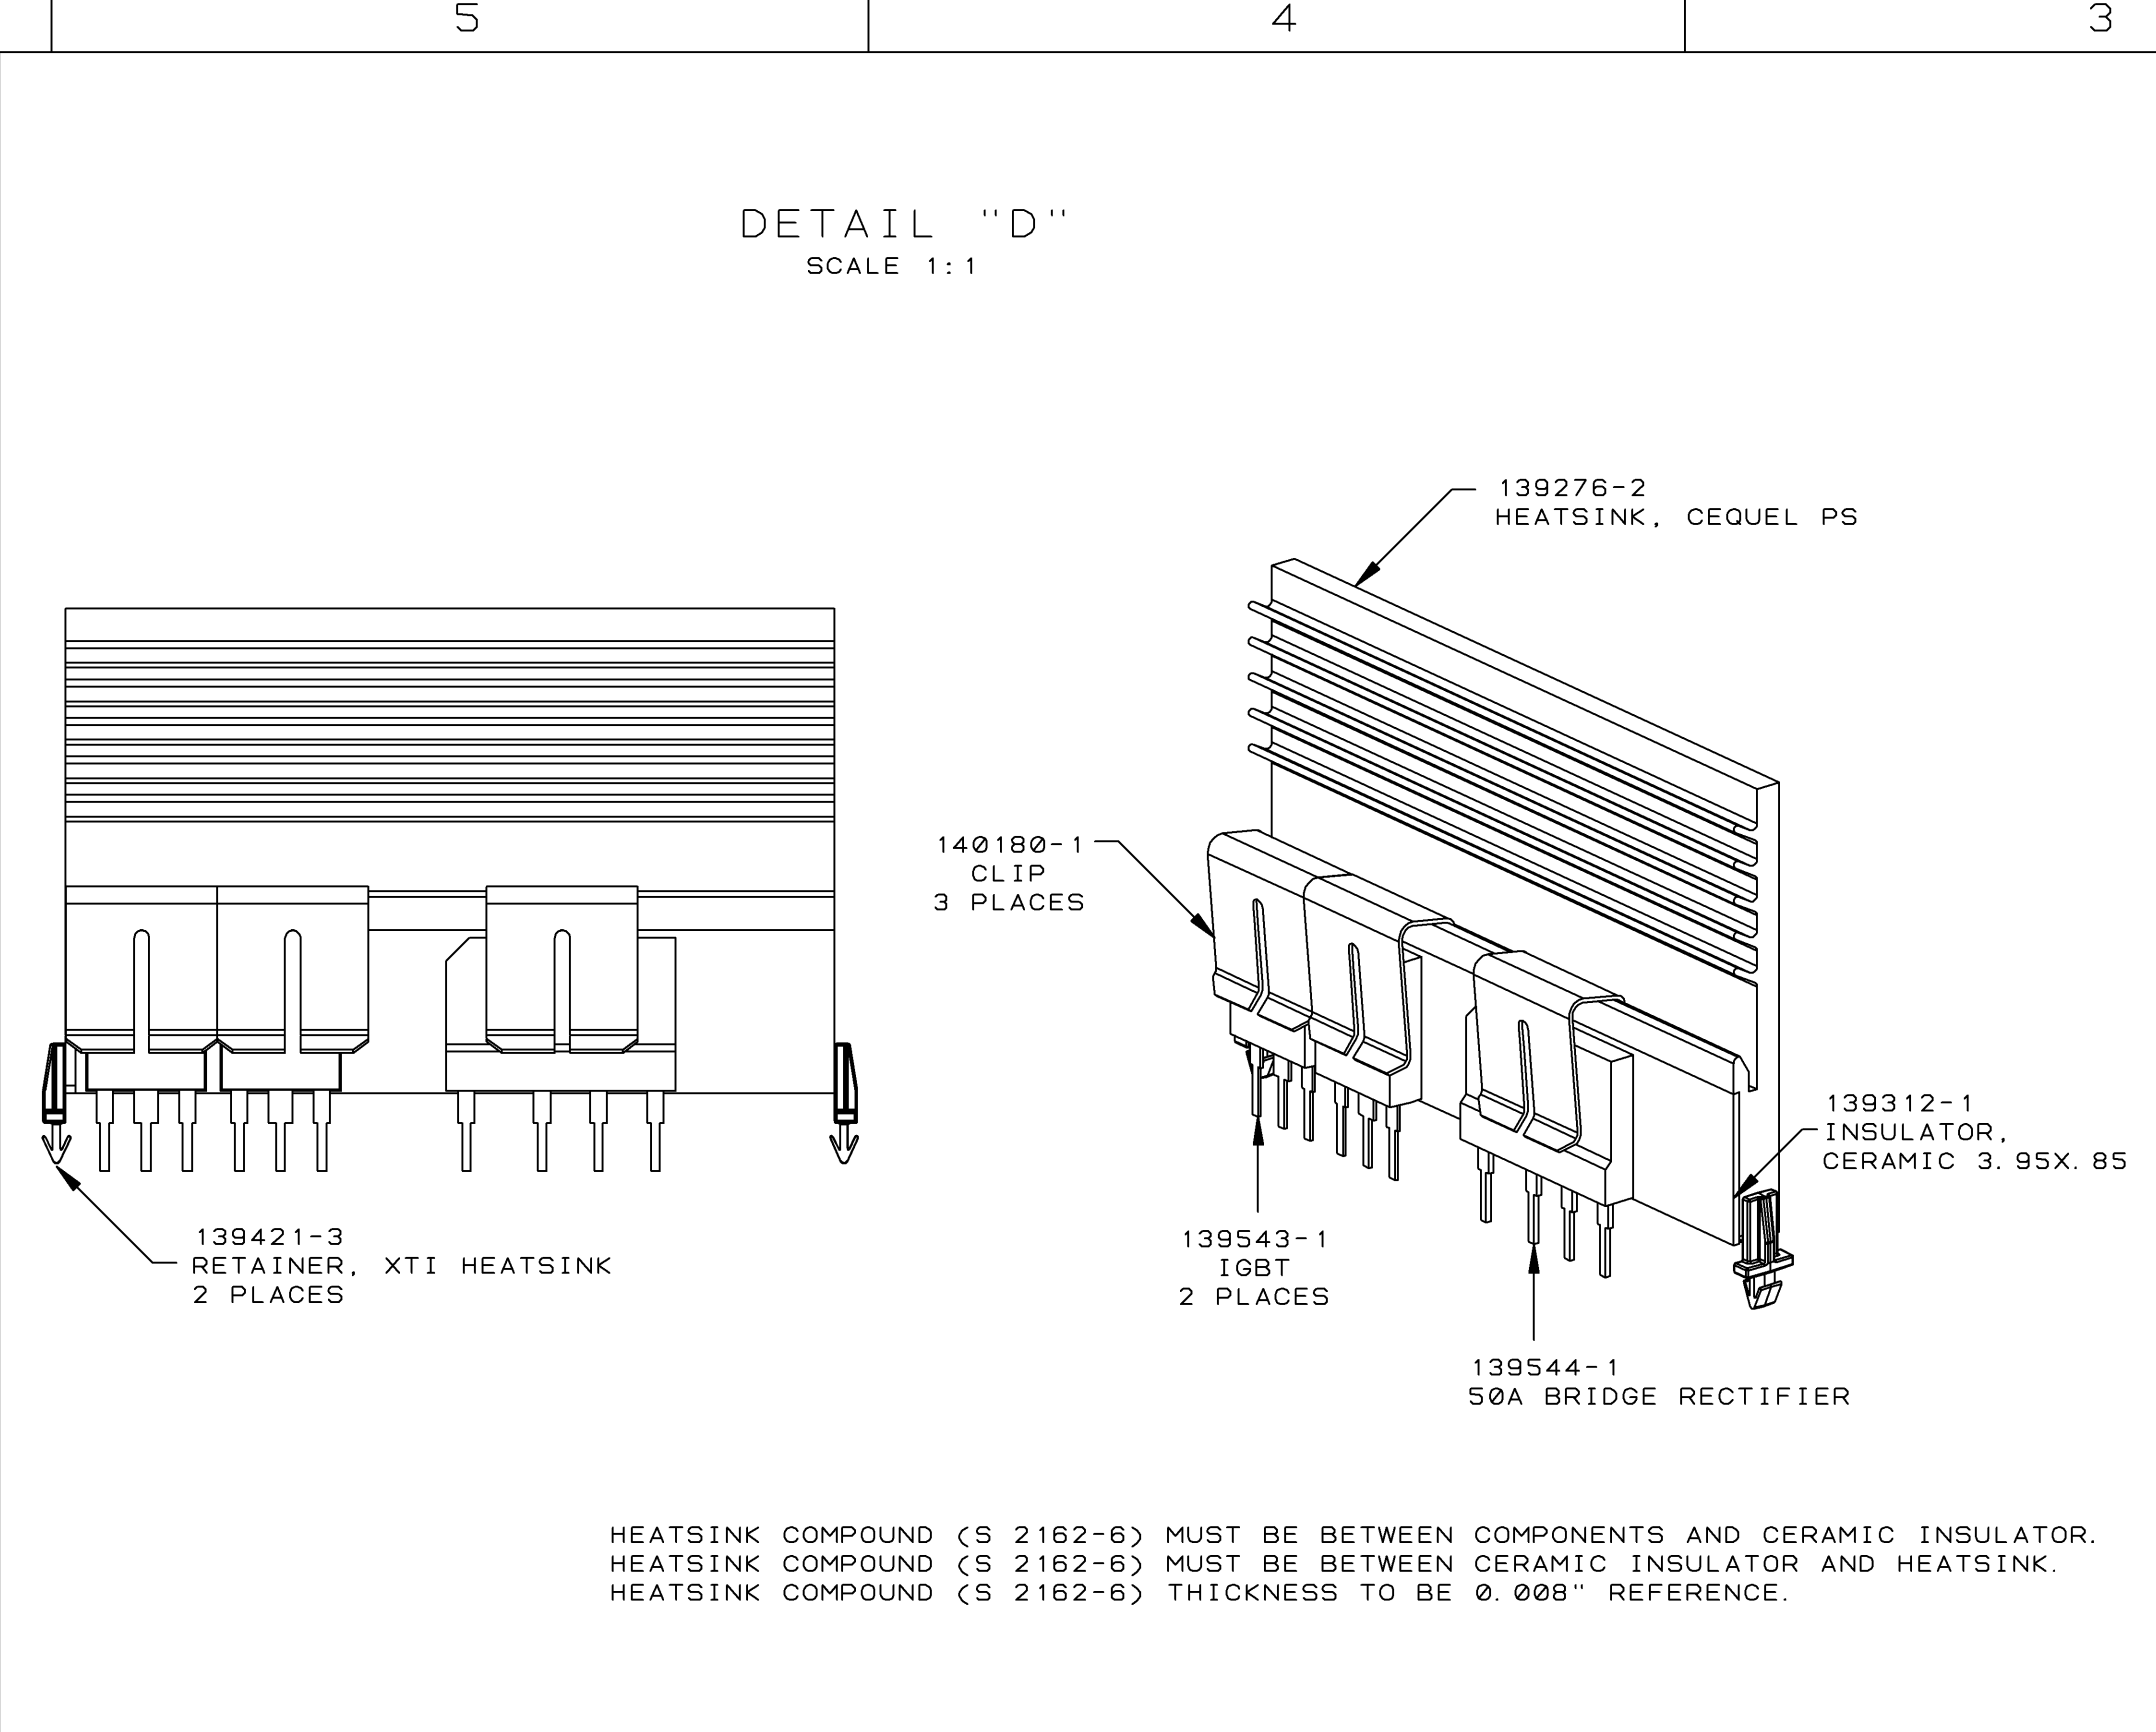 5 4 3
DETAIL "D"
SCALE 1:1
139276-2
HEATSINK, CEQUEL PS
140180-1
CLIP
3 PLACES
139312-1
INSULATOR,
CERAMIC 3.95X.85
139421-3
RETAINER, XTI HEATSINK
2 PLACES
139543-1
IGBT
2 PLACES
139544-1
50A BRIDGE RECTIFIER
HEATSINK COMPOUND (S 2162-6) MUST BE BETWEEN COMPONENTS AND CERAMIC INSULATOR.
HEATSINK COMPOUND (S 2162-6) MUST BE BETWEEN CERAMIC INSULATOR AND HEATSINK.
HEATSINK COMPOUND (S 2162-6) THICKNESS TO BE 0.008" REFERENCE.